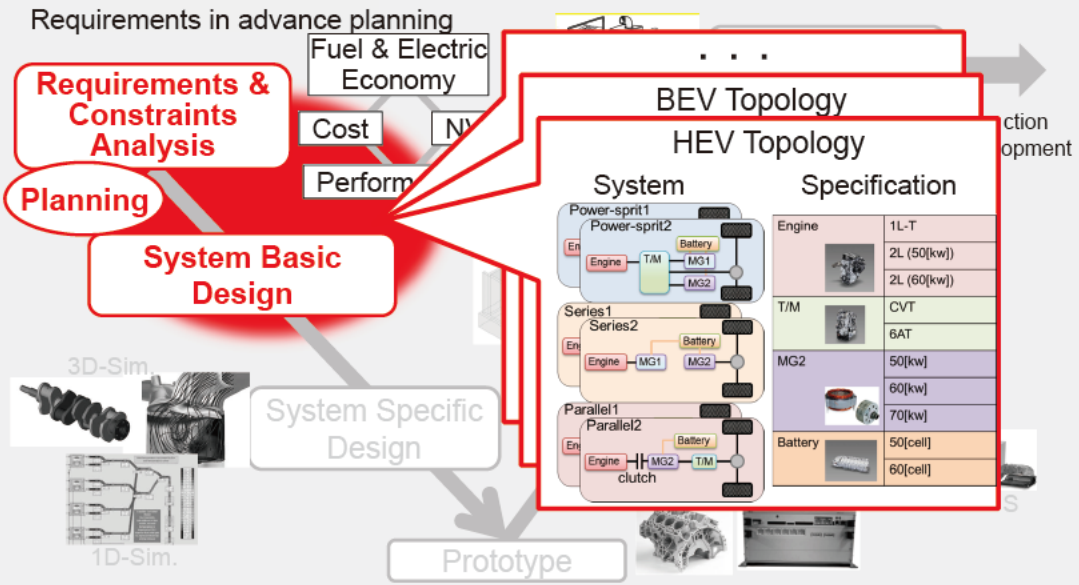 Requirements in advance planning
Fuel & Electric
Economy
Requirements &
Constraints
Analysis
Cost
Perform
Planning
System Basic
Design
. . .
BEV Topology
HEV Topology
System
Specification
Power-sprit1
Power-sprit2
Battery
Engine
T/M
MG1
MG2
Series1
Series2
Battery
Engine
MG1
MG2
Parallel1
Parallel2
Battery
Engine
MG2
T/M
clutch
Engine
1L-T
2L (50[kw])
2L (60[kw])
T/M
CVT
6AT
MG2
50[kw]
60[kw]
70[kw]
Battery
50[cell]
60[cell]
ction
opment
3D-Sim.
System Specific
Design
1D-Sim.
Prototype
S